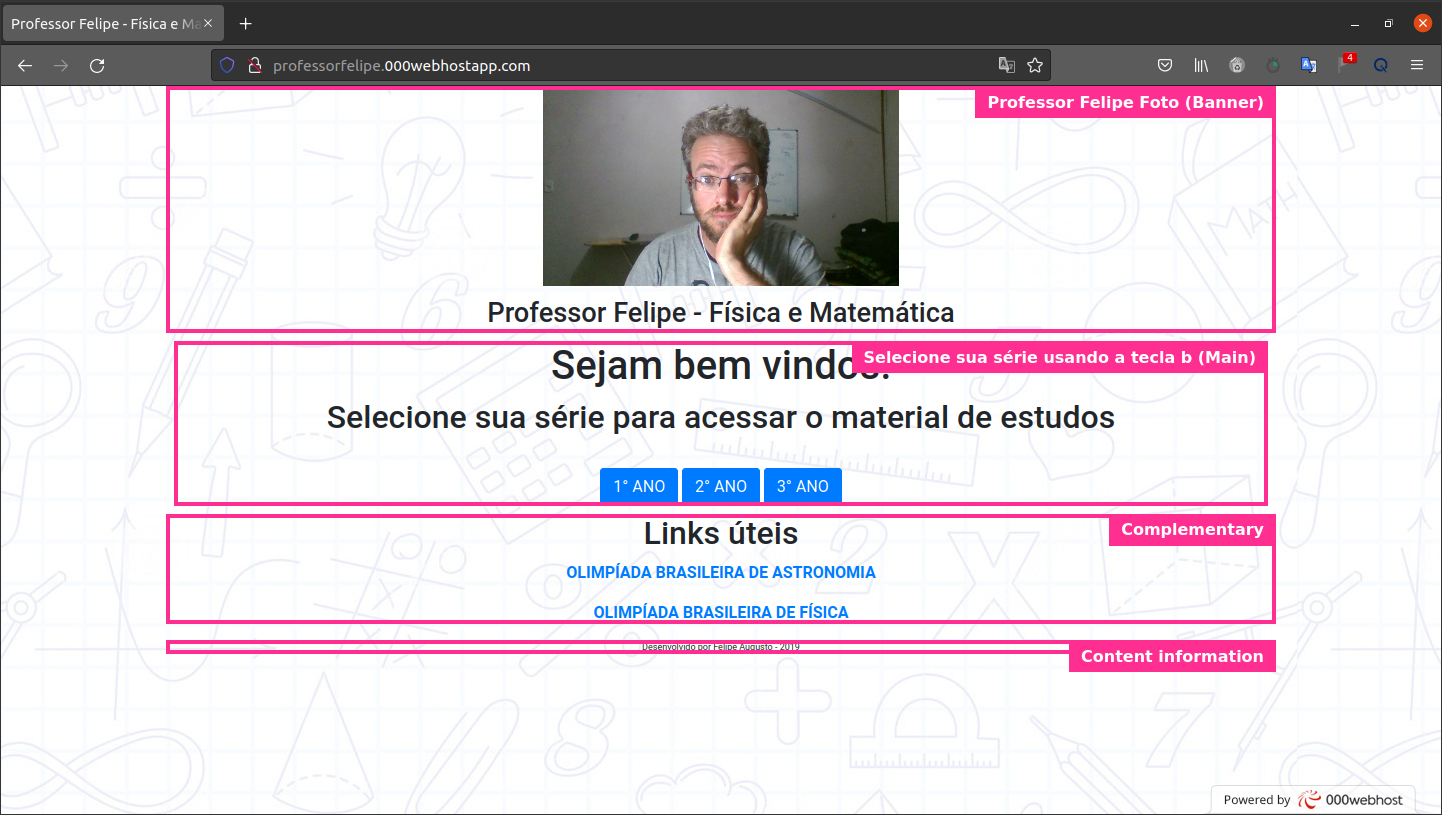 Professor Felipe - Física e Ma
professorfelipe.000webhostapp.com
4
Professor Felipe Foto (Banner)
MATH
Professor Felipe - Física e Matemática
Selecione sua série usando a tecla b (Main)
Sejam bem vindos!
Selecione sua série para acessar o material de estudos
1° ANO 2° ANO 3° ANO
Complementary
Links úteis
OLIMPÍADA BRASILEIRA DE ASTRONOMIA
OLIMPÍADA BRASILEIRA DE FÍSICA
Desenvolvido por Felipe Augusto - 2019
Content information
Powered by 000webhost